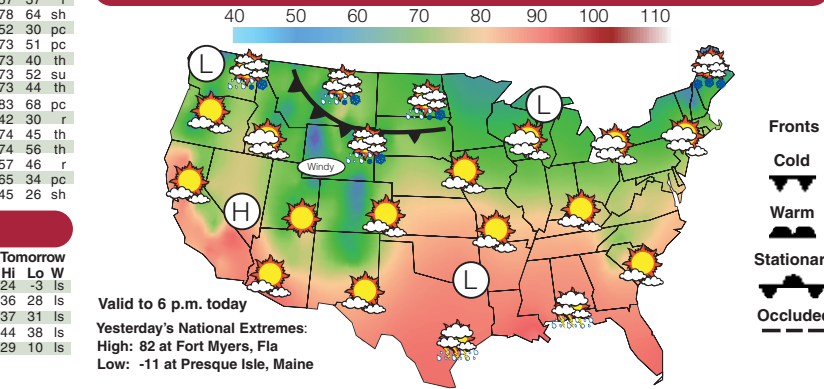 78 64 sh
52 30 pc
73 51 pc
73 40 th
73 52 su
73 44 th
83 68 pc
42 30 r
74 45 th
74 56 th
57 46 r
65 34 pc
45 26 sh
Tomorrow
Hi Lo W
24 -3 ls
36 28 ls
37 31 ls
44 38 ls
29 10 ls
40 50 60 70 80 90 100 110
L
L
Windy
H
L
Valid to 6 p.m. today
Yesterday's National Extremes:
High: 82 at Fort Myers, Fla
Low: -11 at Presque Isle, Maine
Fronts
Cold
Warm
Stationar
Occluded